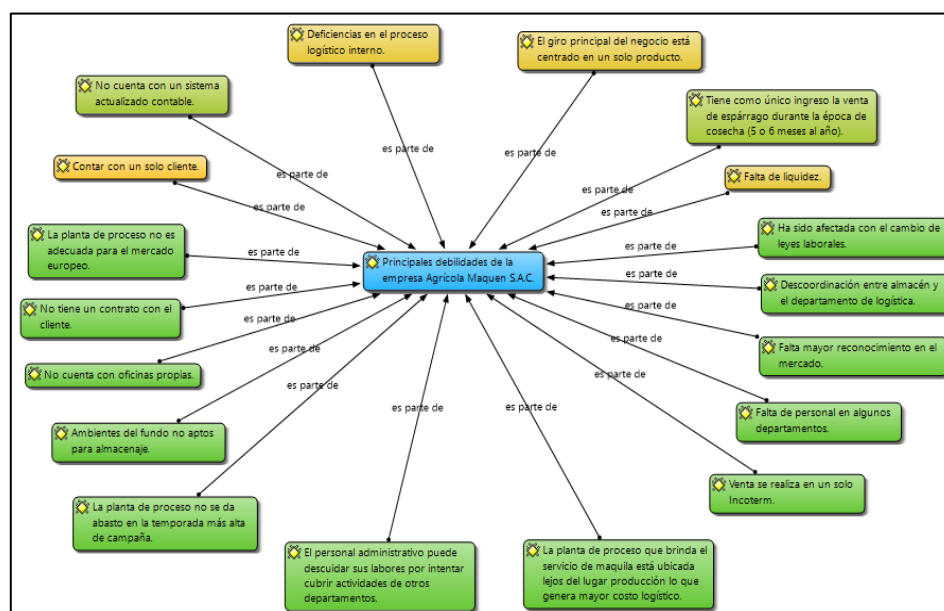 Deficiencias en el proceso
logístico interno.
El giro principal del negocio está
centrado en un solo producto.
No cuenta con un sistema
actualizado contable.
Tiene como único ingreso la venta
de espárrago durante la época de
cosecha (5 o 6 meses al año).
es parte de
es parte de
es parte de
es parte de
Contar con un solo cliente.
Falta de liquidez.
es parte de
es parte de
La planta de proceso no es
adecuada para el mercado
europeo.
Ha sido afectada con el cambio de
leyes laborales.
es parte de
es parte de
Principales debilidades de la
empresa Agrícola Maquen S.A.C.
Descoordinación entre almacén y
el departamento de logística.
es parte de
es parte de
No tiene un contrato con el
cliente.
es parte de
es parte de
Falta mayor reconocimiento en el
mercado.
No cuenta con oficinas propias.
es parte de
es parte de
es parte de
es parte de
Falta de personal en algunos
departamentos.
es parte de
es parte de
Ambientes del fundo no aptos
para almacenaje.
Venta se realiza en un solo
Incoterm.
La planta de proceso no se da
abasto en la temporada más alta
de campaña.
El personal administrativo puede
descuidar sus labores por intentar
cubrir actividades de otros
departamentos.
La planta de proceso que brinda el
servicio de maquila está ubicada
lejos del lugar producción lo que
genera mayor costo logístico.